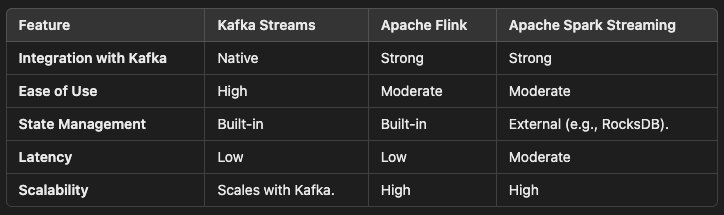 Feature Kafka Streams Apache Flink Apache Spark Streaming
Integration with Kafka Native Strong Strong
Ease of Use High Moderate Moderate
State Management Built-in Built-in External (e.g., RocksDB).
Latency Low Low Moderate
Scalability Scales with Kafka. High High